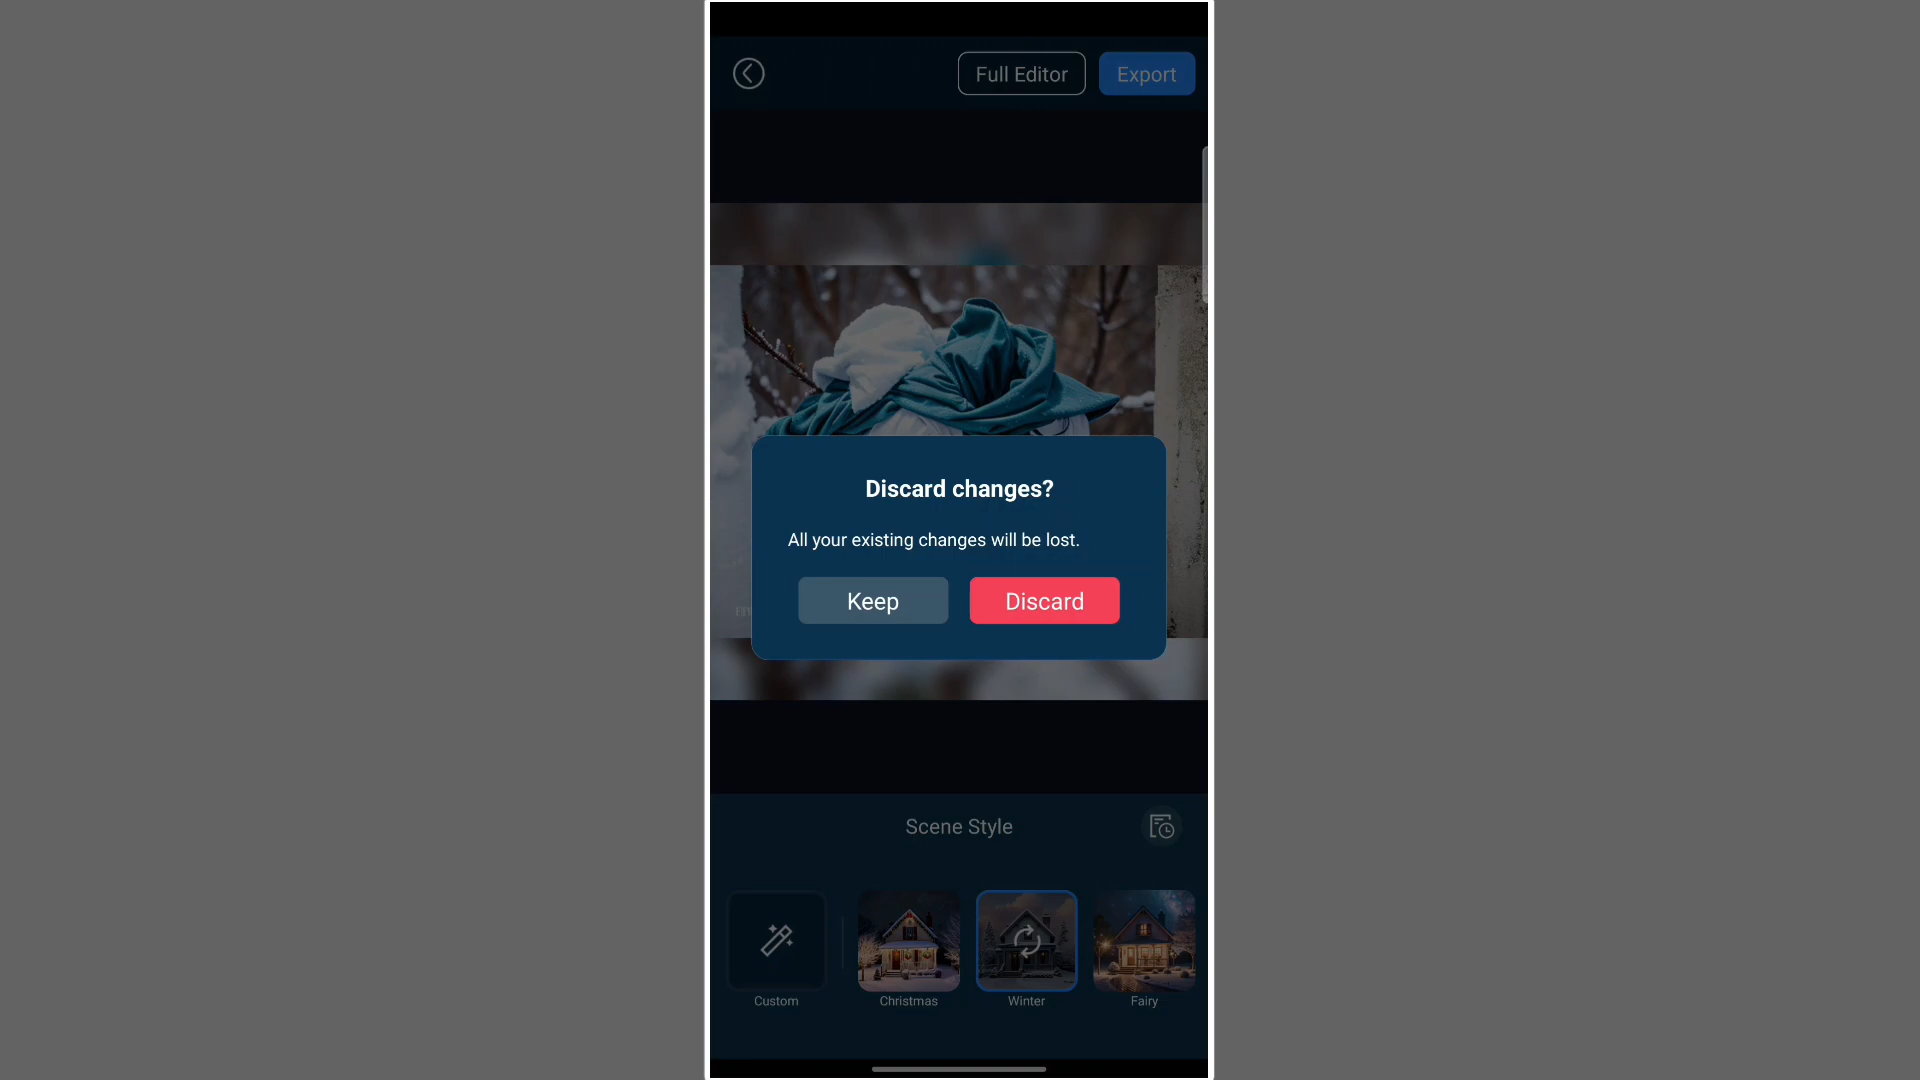 Full Editor
Export
Discard changes?
All your existing changes will be lost.
Keep
Discard
Scene Style
Custom
Christmas
Winter
Fairy